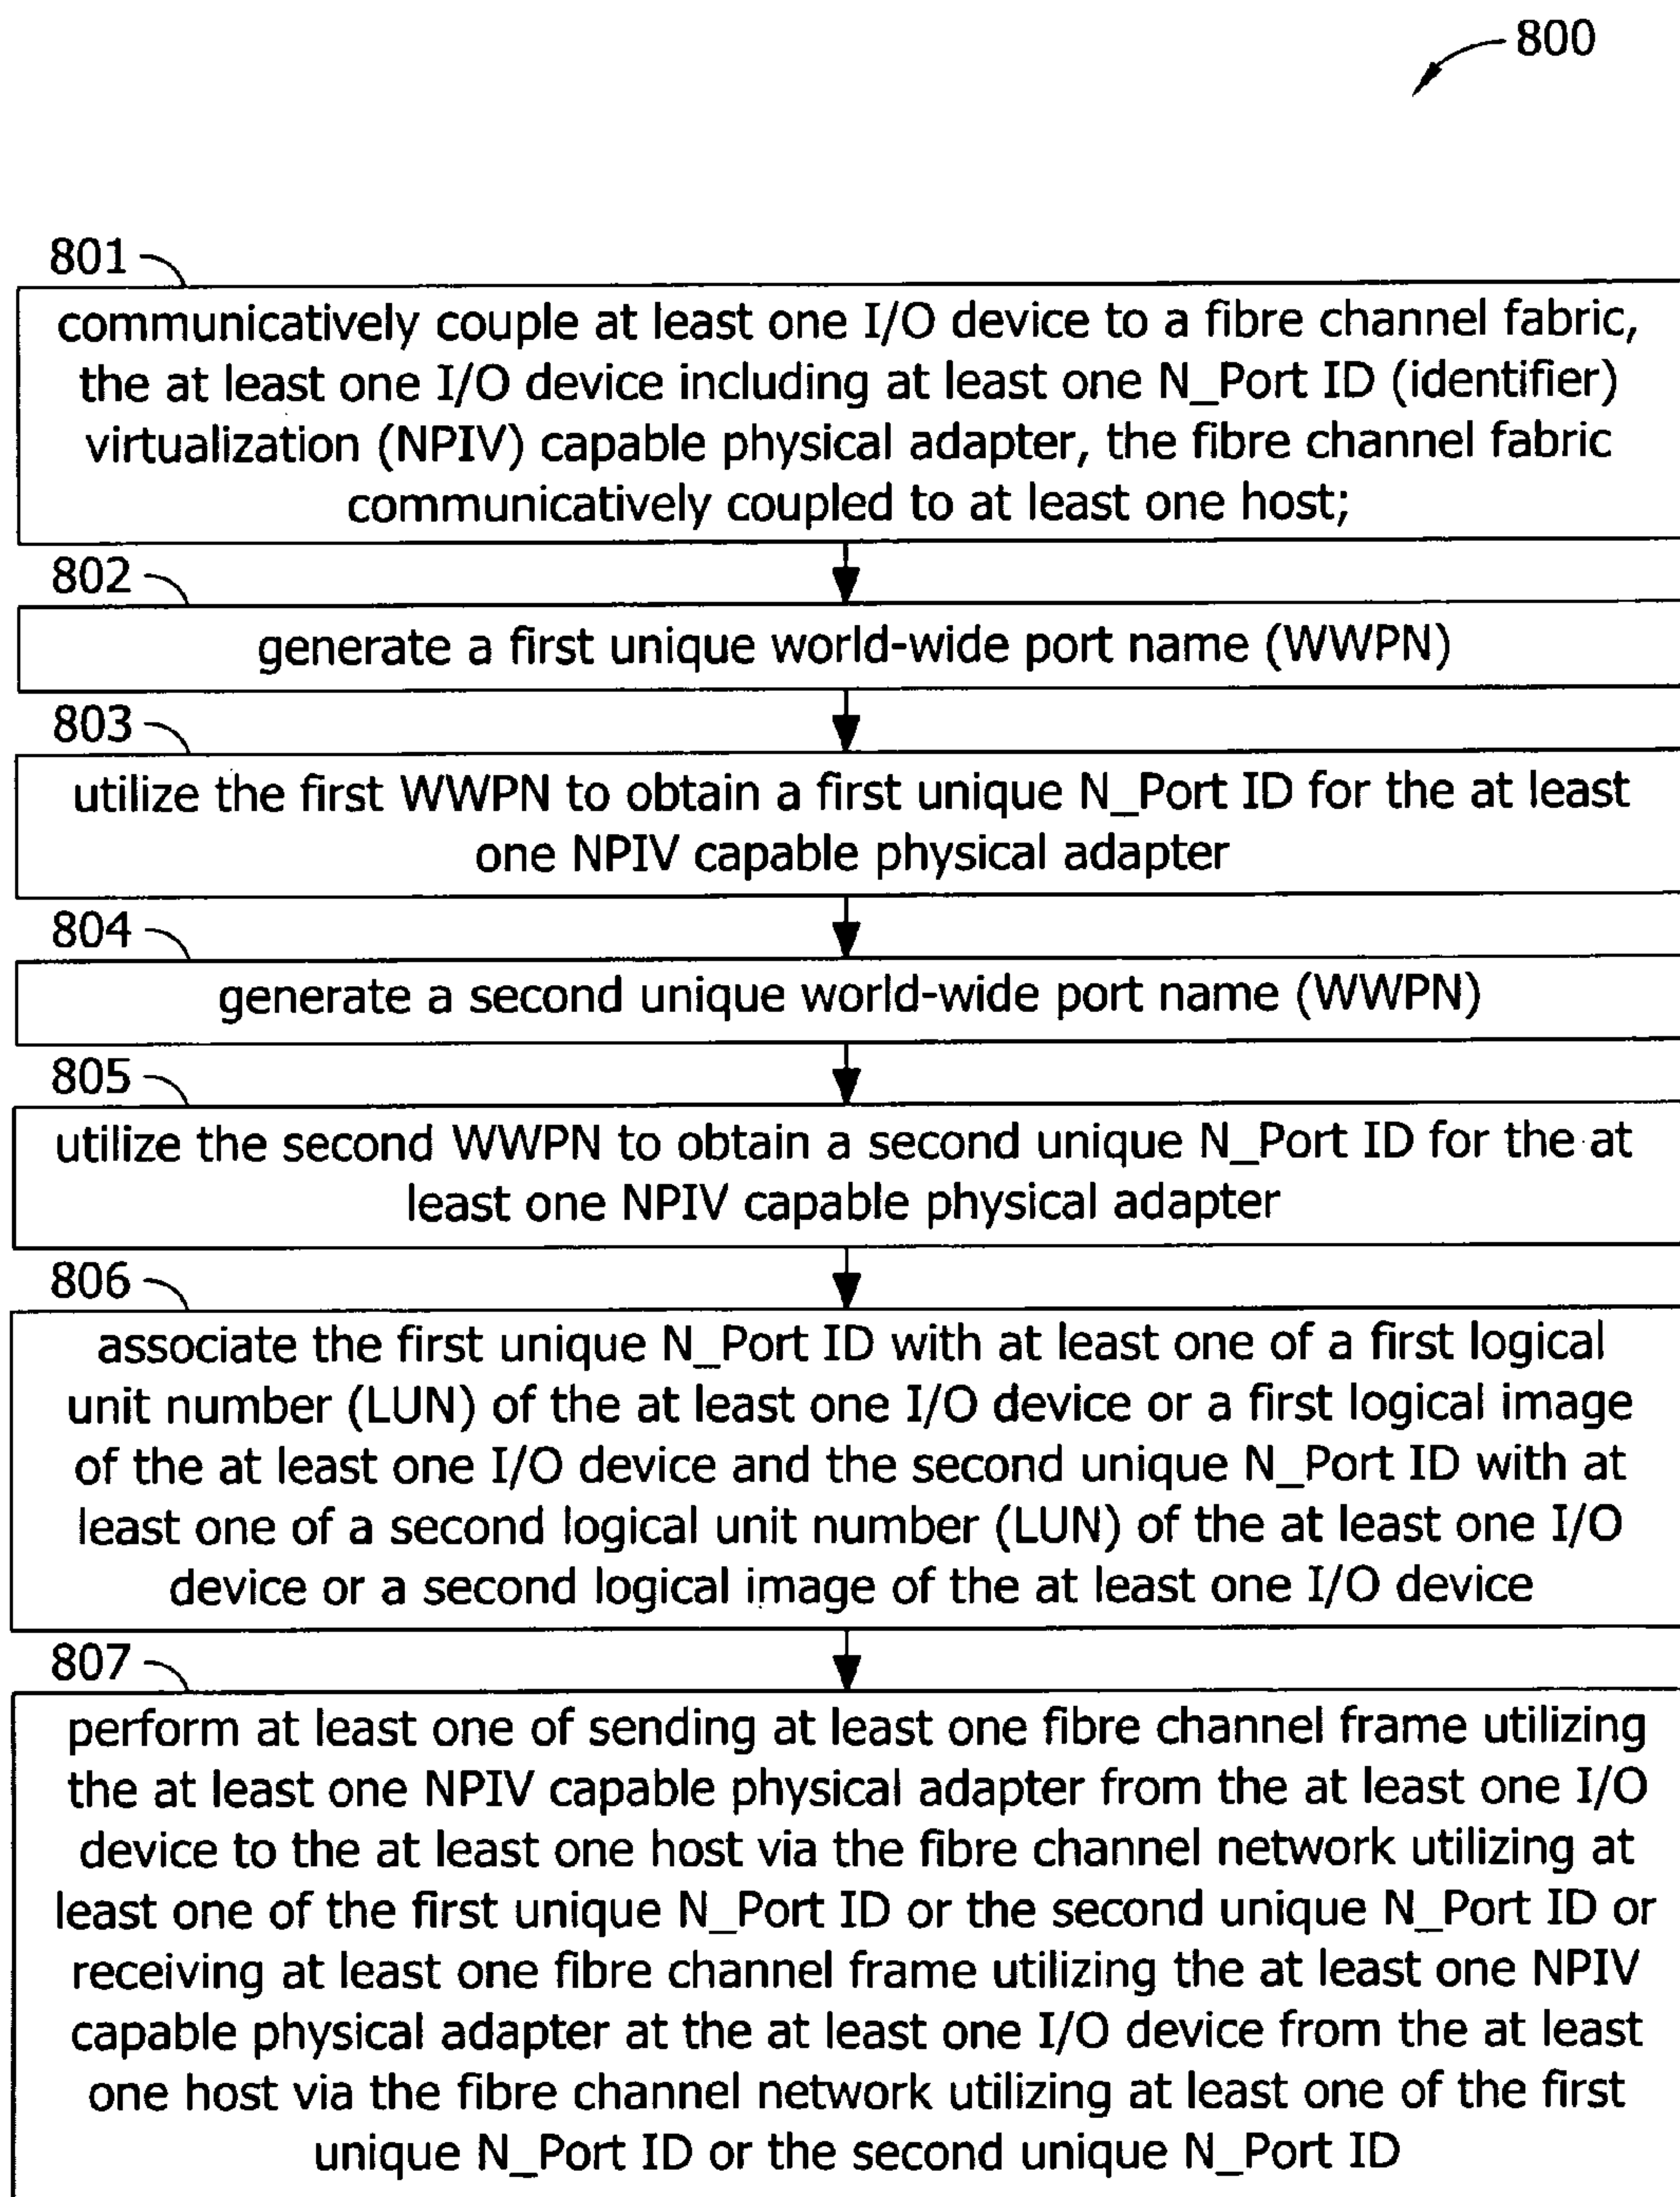 800
801
communicatively couple at least one I/O device to a fibre channel fabric,
the at least one I/O device including at least one N_Port ID (identifier)
virtualization (NPIV) capable physical adapter, the fibre channel fabric
communicatively coupled to at least one host;
802
generate a first unique world-wide port name (WWPN)
803
utilize the first WWPN to obtain a first unique N_Port ID for the at least
one NPIV capable physical adapter
804
generate a second unique world-wide port name (WWPN)
805
utilize the second WWPN to obtain a second unique N_Port ID for the at
least one NPIV capable physical adapter
806
associate the first unique N_Port ID with at least one of a first logical
unit number (LUN) of the at least one I/O device or a first logical image
of the at least one I/O device and the second unique N_Port ID with at
least one of a second logical unit number (LUN) of the at least one I/O
device or a second logical image of the at least one I/O device
807
perform at least one of sending at least one fibre channel frame utilizing
the at least one NPIV capable physical adapter from the at least one I/O
device to the at least one host via the fibre channel network utilizing at
least one of the first unique N_Port ID or the second unique N_Port ID or
receiving at least one fibre channel frame utilizing the at least one NPIV
capable physical adapter at the at least one I/O device from the at least
one host via the fibre channel network utilizing at least one of the first
unique N_Port ID or the second unique N_Port ID